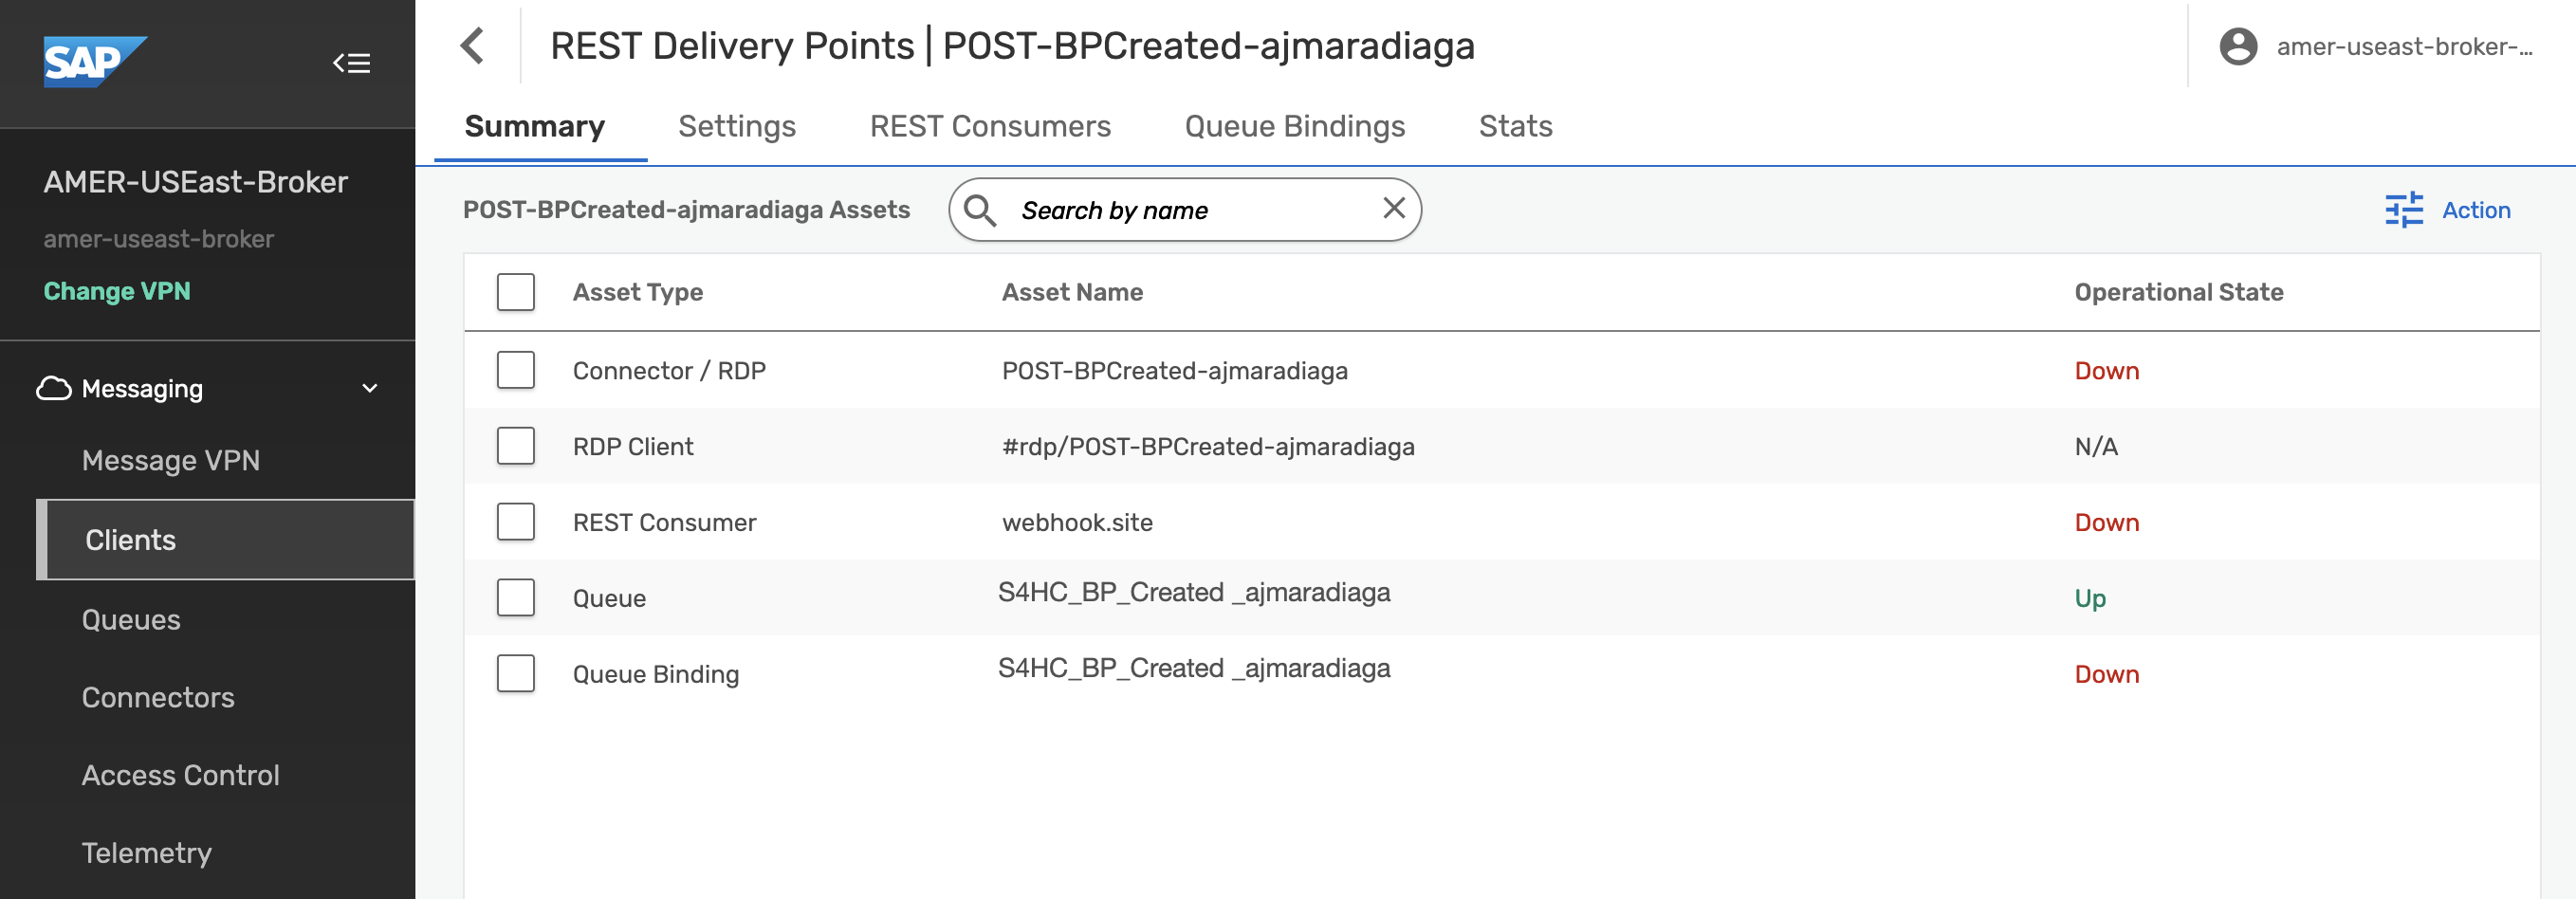 SAP
AMER-USEast-Broker
amer-useast-broker
Change VPN
Messaging
Message VPN
Clients
Queues
Connectors
Access Control
Telemetry
REST Delivery Points | POST-BPCreated-ajmaradiaga
amer-useast-broker-...
Summary Settings REST Consumers Queue Bindings Stats
POST-BPCreated-ajmaradiaga Assets Search by name Action
Asset Type Asset Name Operational State
Connector / RDP POST-BPCreated-ajmaradiaga Down
RDP Client #rdp/POST-BPCreated-ajmaradiaga N/A
REST Consumer webhook.site Down
Queue S4HC_BP_Created _ajmaradiaga Up
Queue Binding S4HC_BP_Created _ajmaradiaga Down